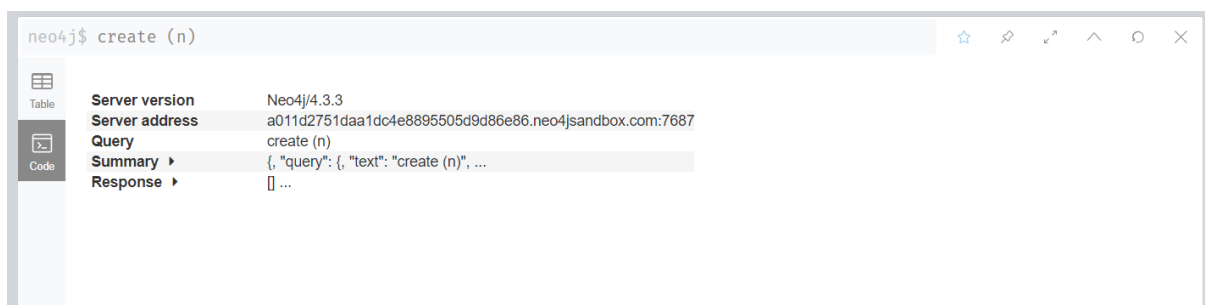 neo4j$ create (n)
Table
Code
Server version Neo4j/4.3.3
Server address a011d2751daa1dc4e8895505d9d86e86.neo4jsandbox.com:7687
Query create (n)
Summary {, "query": {, "text": "create (n)", ...
Response [] ...